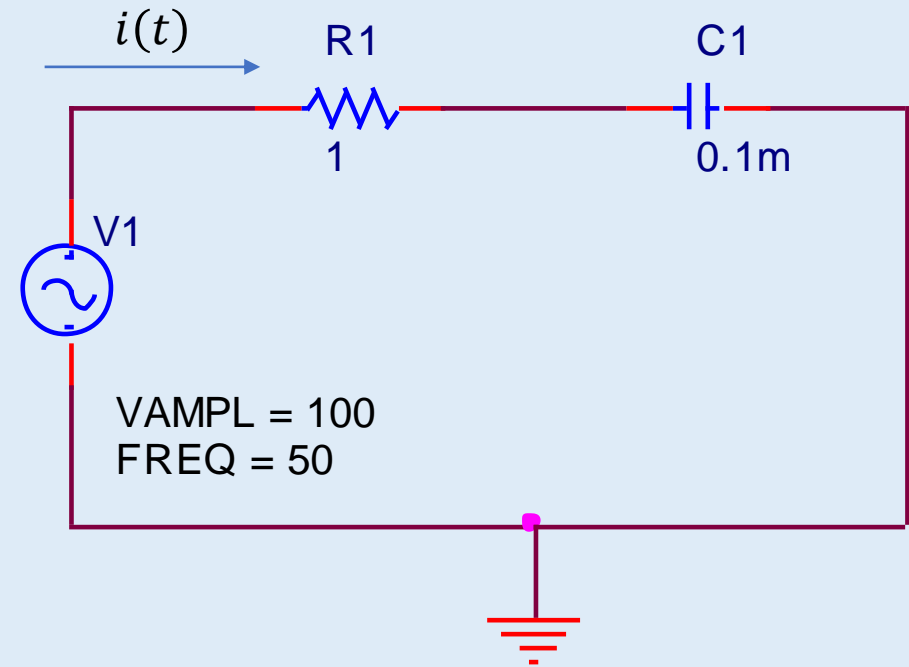 i(t)
R1
C1
1
0.1m
V1
VAMPL = 100
FREQ = 50